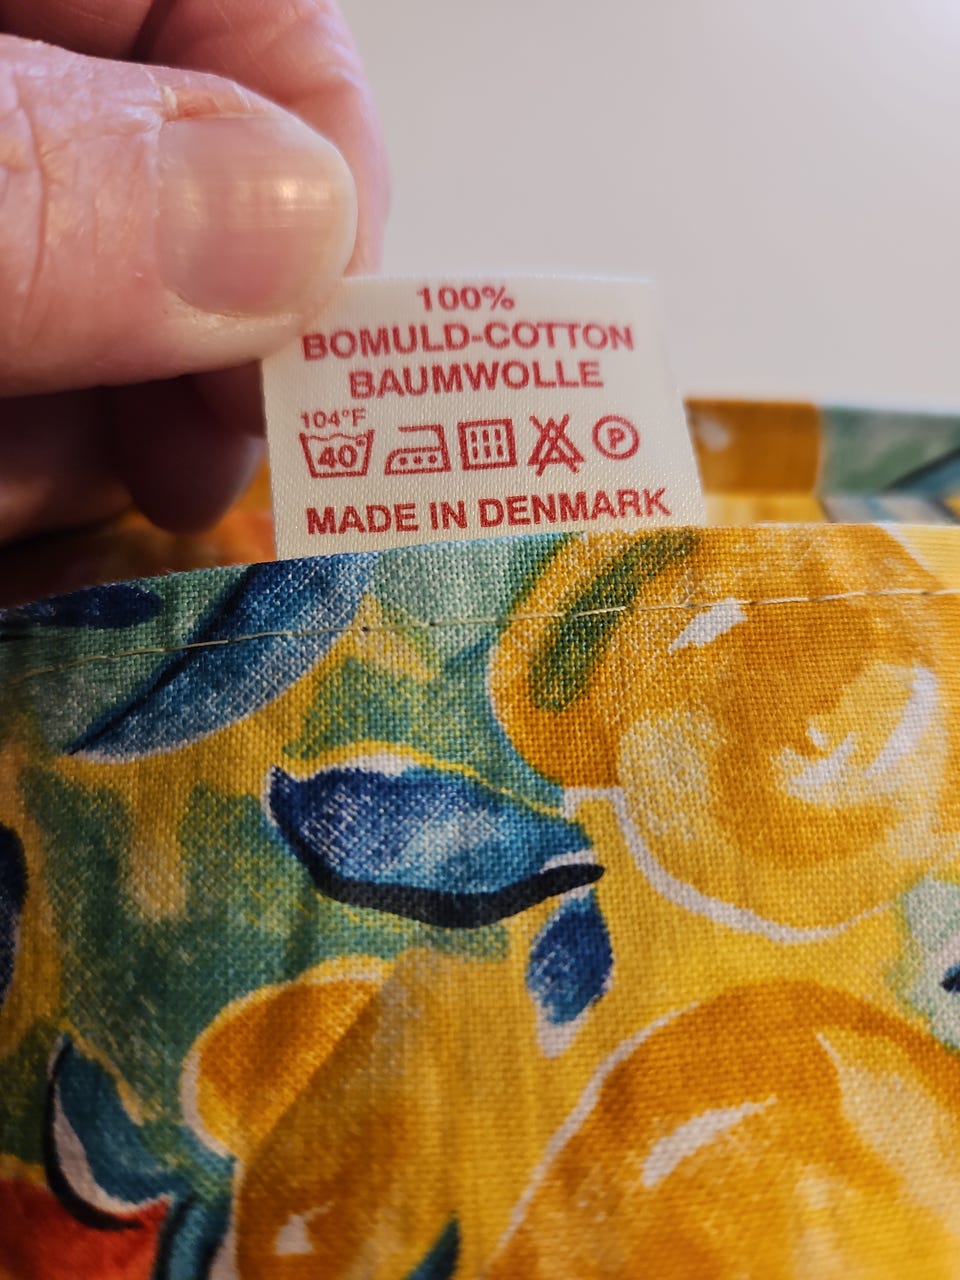 100%
BOMULD-COTTON
BAUMWOLLE
104°F
40° P
MADE IN DENMARK